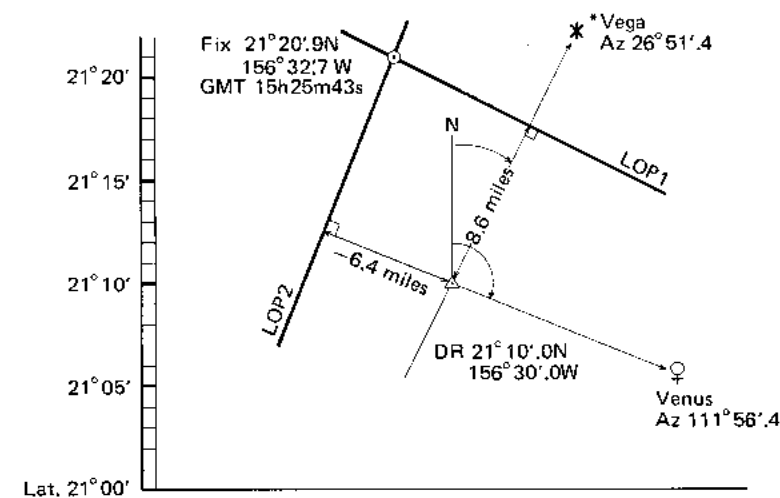 *Vega
Az 26°51'.4
Fix 21°20'.9N
156°32'.7 W
GMT 15h25m43s
21°20'
N
LOP1
21°15'
8.6 miles
21°10'
−6.4 miles
LOP2
DR 21°10'.0N
156°30'.0W
21°05'
Venus
Az 111°56'.4
Lat. 21°00'